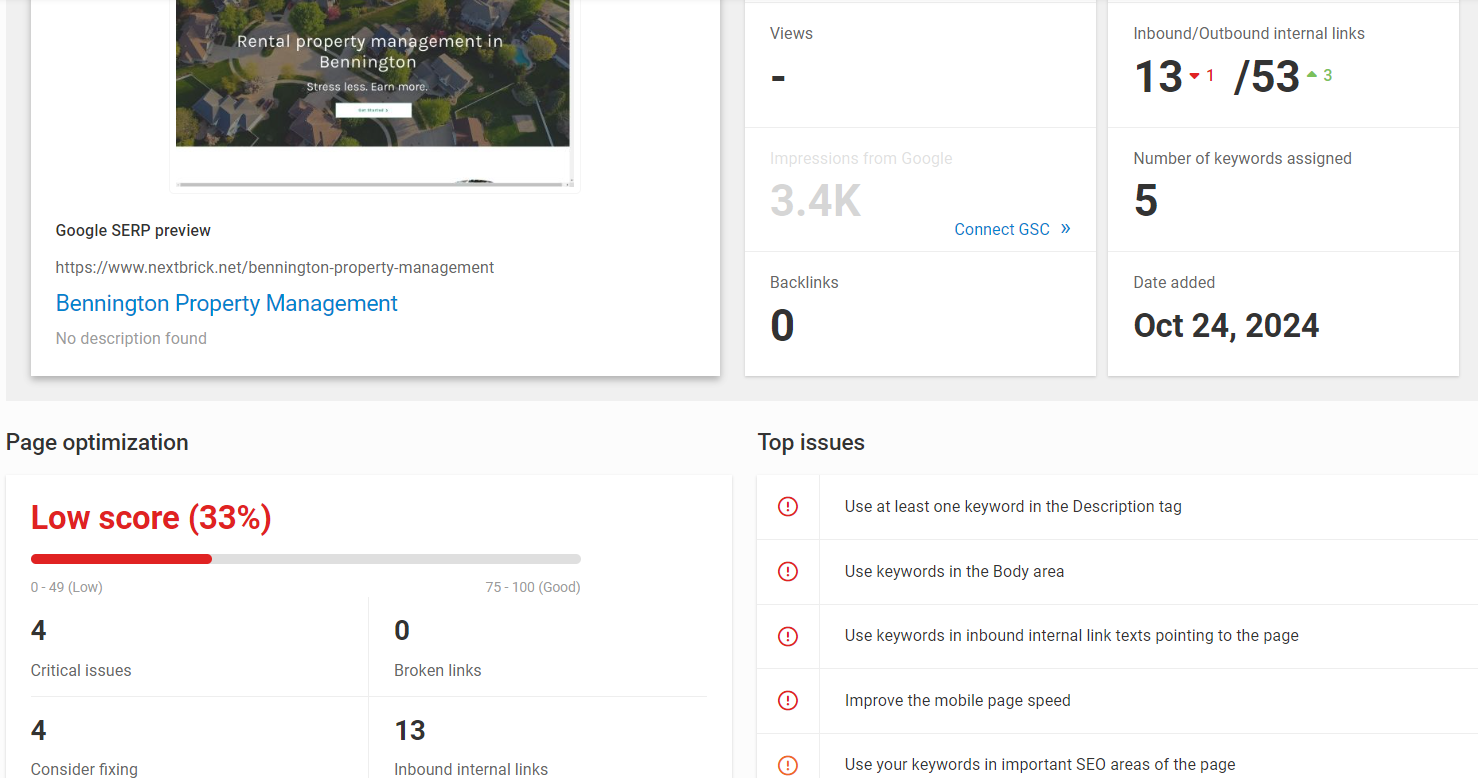 Rental property management in
Bennington
Stress less. Earn more.
Get Started
Google SERP preview
https://www.nextbrick.net/bennington-property-management
Bennington Property Management
No description found
Views
-
Impressions from Google
3.4K
Connect GSC »
Backlinks
0
Inbound/Outbound internal links
13 1 /53 3
Number of keywords assigned
5
Date added
Oct 24, 2024
Page optimization
Low score (33%)
0 - 49 (Low) 75 - 100 (Good)
4 0
Critical issues Broken links
4 13
Consider fixing Inbound internal links
Top issues
Use at least one keyword in the Description tag
Use keywords in the Body area
Use keywords in inbound internal link texts pointing to the page
Improve the mobile page speed
Use your keywords in important SEO areas of the page